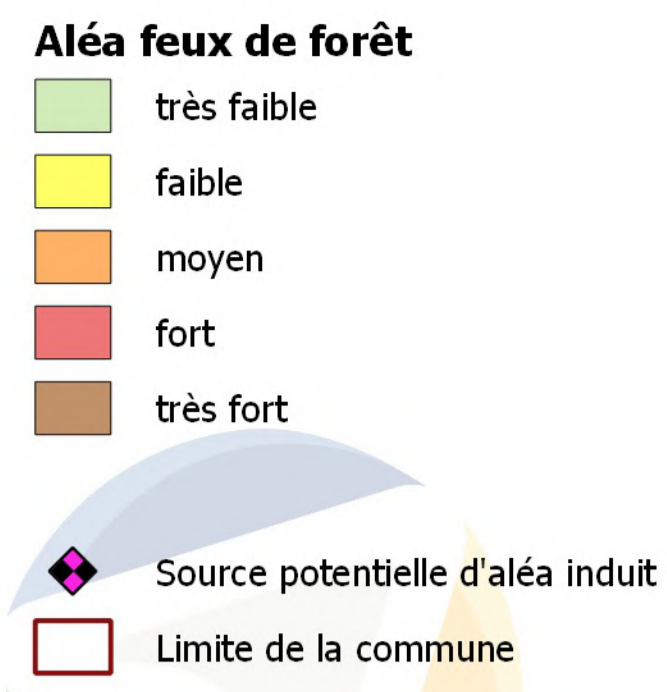 Aléa feux de forêt
très faible
faible
moyen
fort
très fort
Source potentielle d'aléa induit
Limite de la commune